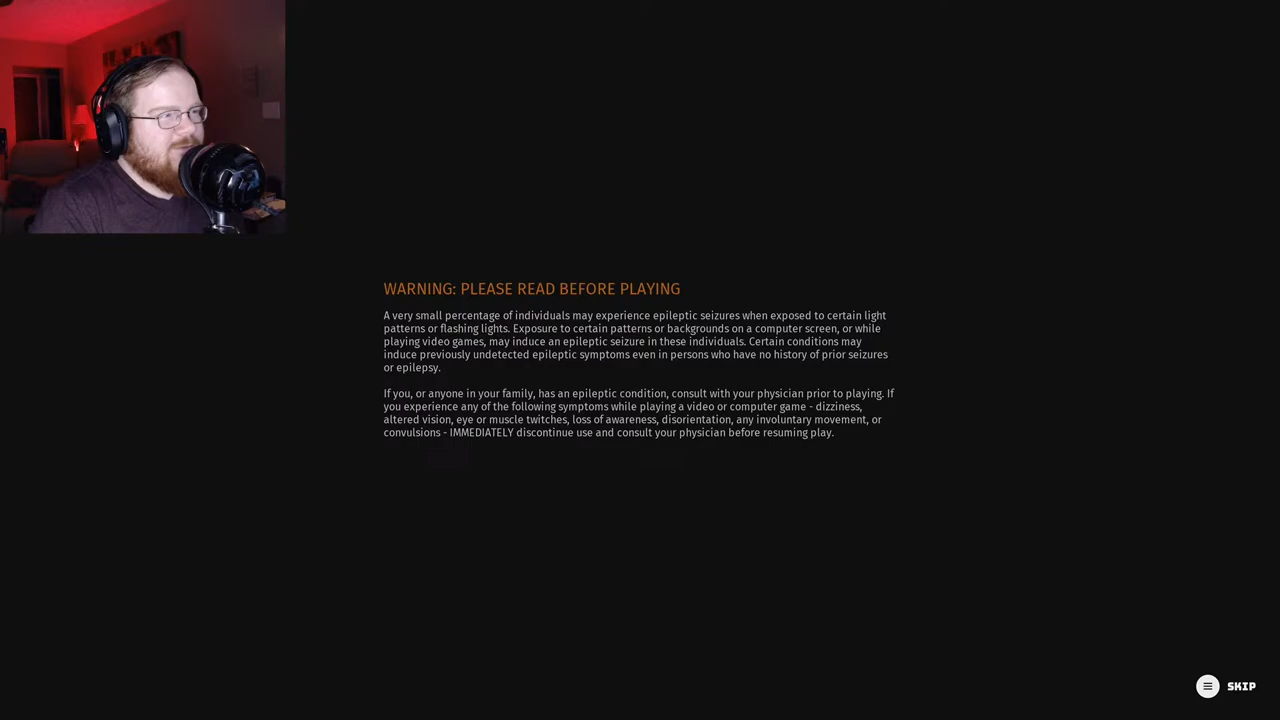 WARNING: PLEASE READ BEFORE PLAYING
A very small percentage of individuals may experience epileptic seizures when exposed to certain light
patterns or flashing lights. Exposure to certain patterns or backgrounds on a computer screen, or while
playing video games, may induce an epileptic seizure in these individuals. Certain conditions may
induce previously undetected epileptic symptoms even in persons who have no history of prior seizures
or epilepsy.
If you, or anyone in your family, has an epileptic condition, consult with your physician prior to playing. If
you experience any of the following symptoms while playing a video or computer game - dizziness,
altered vision, eye or muscle twitches, loss of awareness, disorientation, any involuntary movement, or
convulsions - IMMEDIATELY discontinue use and consult your physician before resuming play.
SKIP